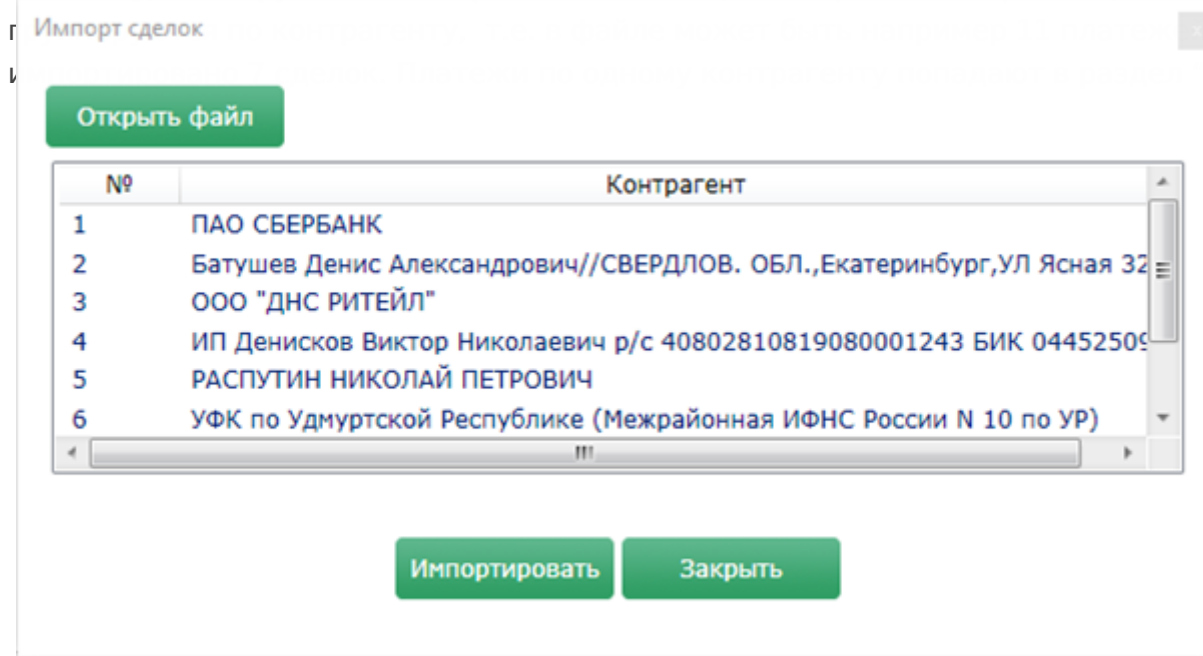 Импорт сделок
x
Открыть файл
№ Контрагент
1 ПАО СБЕРБАНК
2 Батушев Денис Александрович//СВЕРДЛОВ. ОБЛ.,Екатеринбург,УЛ Ясная 32
3 ООО "ДНС РИТЕЙЛ"
4 ИП Денисков Виктор Николаевич р/с 40802810819080001243 БИК 04452509
5 РАСПУТИН НИКОЛАЙ ПЕТРОВИЧ
6 УФК по Удмуртской Республике (Межрайонная ИФНС России N 10 по УР)
Импортировать Закрыть